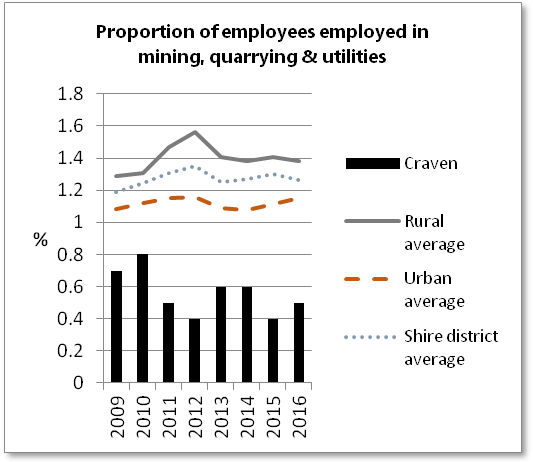 Proportion of employees employed in
mining, quarrying & utilities
1.8
1.6
1.4
1.2
1
0.8
0.6
0.4
0.2
0
%
2009 2010 2011 2012 2013 2014 2015 2016
Craven
Rural
average
Urban
average
Shire district
average